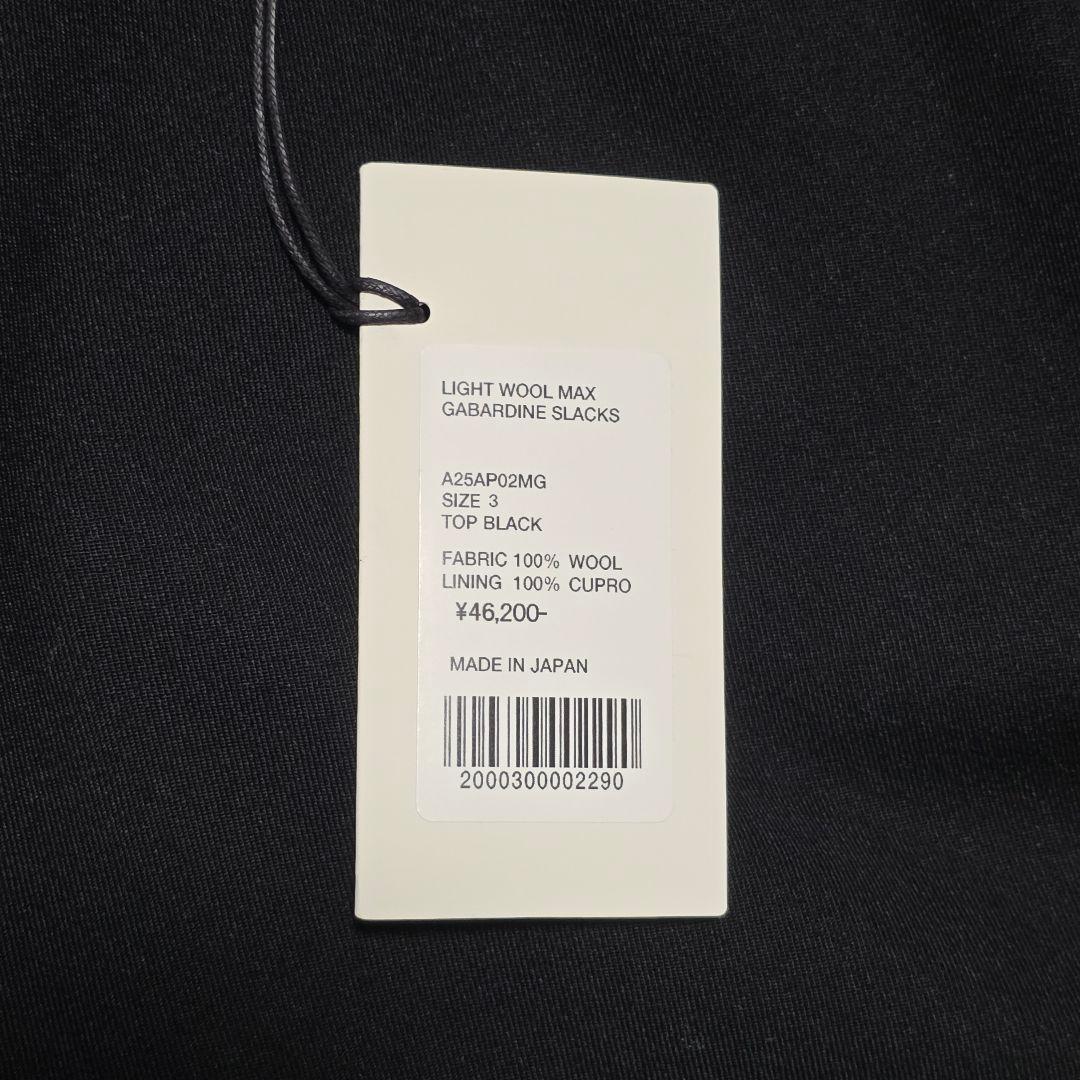 LIGHT WOOL MAX
GABARDINE SLACKS
A25AP02MG
SIZE 3
TOP BLACK
FABRIC 100% WOOL
LINING 100% CUPRO
¥46,200-
MADE IN JAPAN
2000300002290